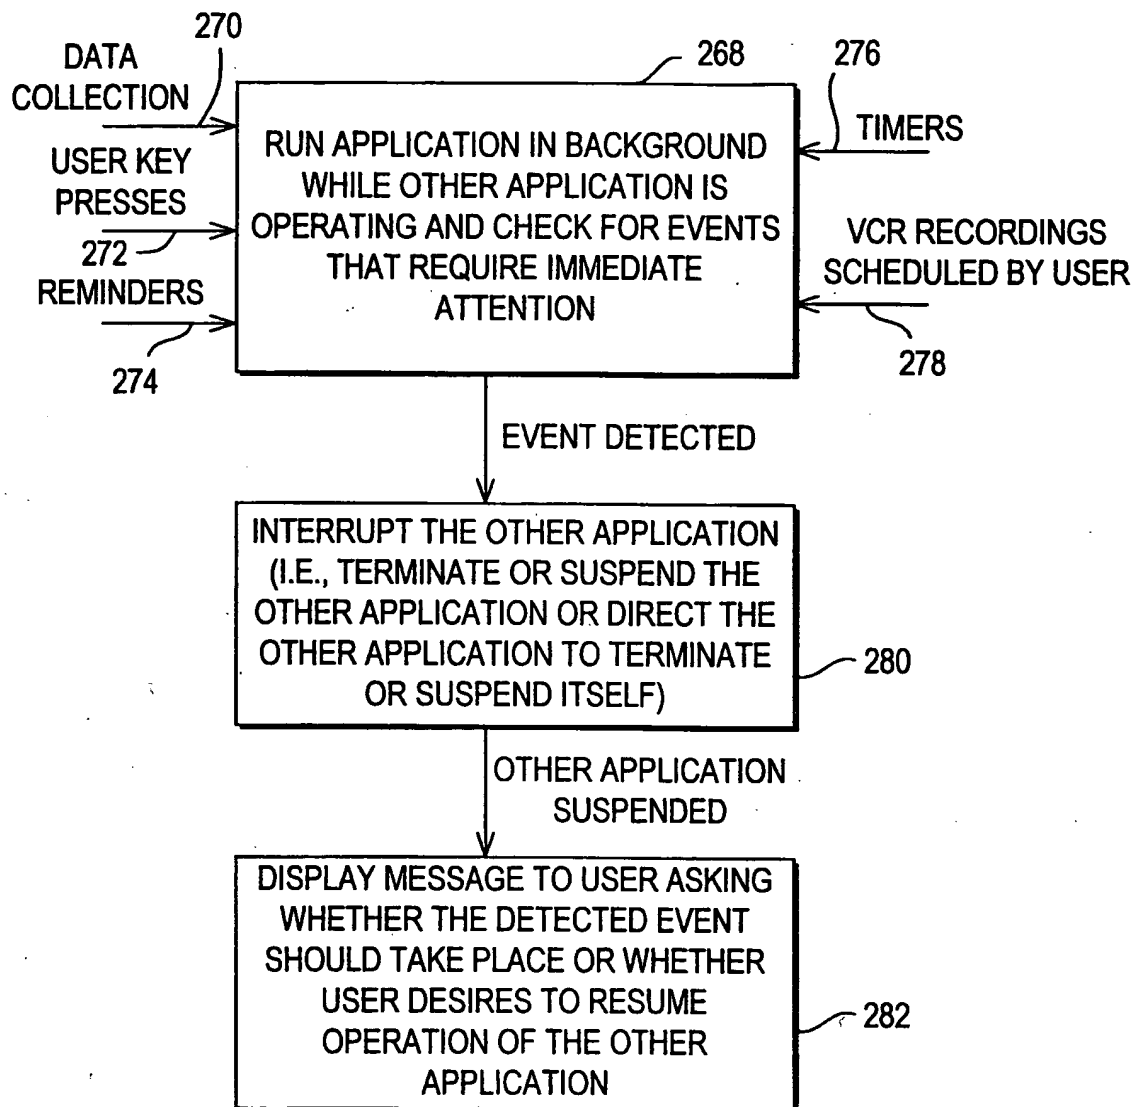 270
DATA
COLLECTION
USER KEY
PRESSES
272
REMINDERS
274
268
RUN APPLICATION IN BACKGROUND
WHILE OTHER APPLICATION IS
OPERATING AND CHECK FOR EVENTS
THAT REQUIRE IMMEDIATE
ATTENTION
276
TIMERS
VCR RECORDINGS
SCHEDULED BY USER
278
EVENT DETECTED
INTERRUPT THE OTHER APPLICATION
(I.E., TERMINATE OR SUSPEND THE
OTHER APPLICATION OR DIRECT THE
OTHER APPLICATION TO TERMINATE
OR SUSPEND ITSELF)
280
OTHER APPLICATION
SUSPENDED
DISPLAY MESSAGE TO USER ASKING
WHETHER THE DETECTED EVENT
SHOULD TAKE PLACE OR WHETHER
USER DESIRES TO RESUME
OPERATION OF THE OTHER
APPLICATION
282